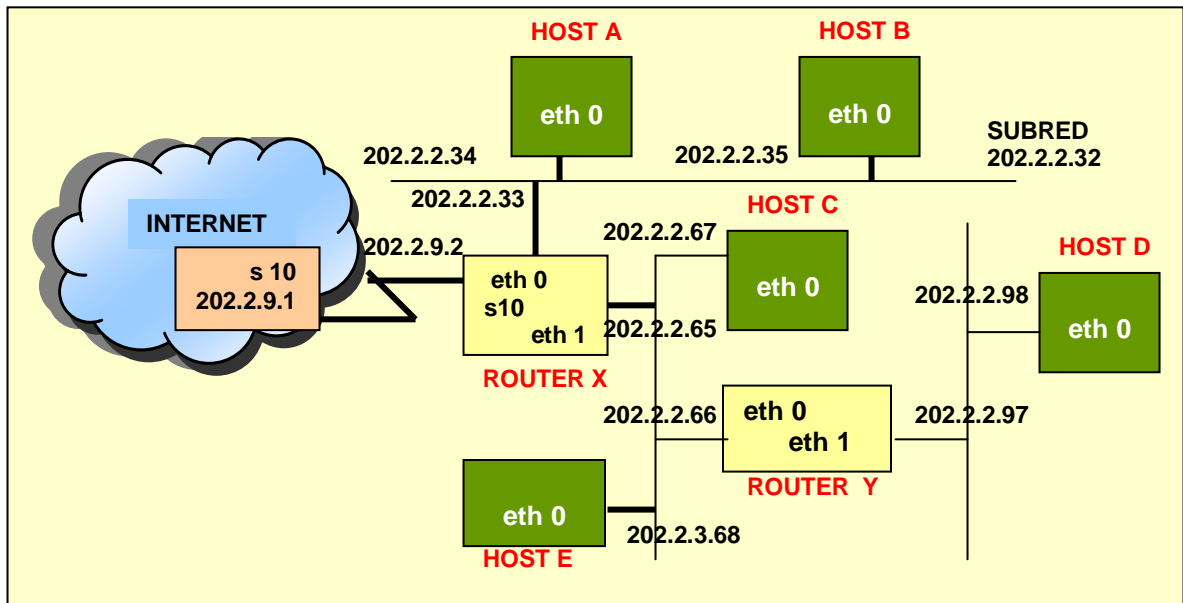 HOST A
HOST B
eth 0
eth 0
SUBRED
202.2.2.32
202.2.2.34
202.2.2.35
202.2.2.33
HOST C
INTERNET
202.2.9.2
202.2.2.67
HOST D
s 10
202.2.9.1
eth 0
s10
eth 1
eth 0
202.2.2.98
eth 0
202.2.2.65
ROUTER X
202.2.2.66
eth 0
eth 1
202.2.2.97
ROUTER Y
eth 0
202.2.3.68
HOST E